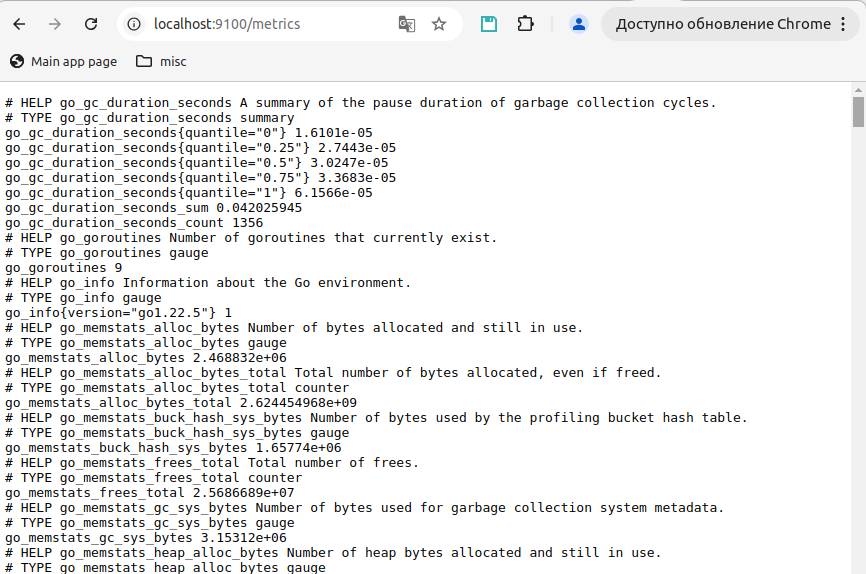 localhost:9100/metrics
Доступно обновление Chrome
Main app page
misc
# HELP go_gc_duration_seconds A summary of the pause duration of garbage collection cycles.
# TYPE go_gc_duration_seconds summary
go_gc_duration_seconds{quantile="0"} 1.6101e-05
go_gc_duration_seconds{quantile="0.25"} 2.7443e-05
go_gc_duration_seconds{quantile="0.5"} 3.0247e-05
go_gc_duration_seconds{quantile="0.75"} 3.3683e-05
go_gc_duration_seconds{quantile="1"} 6.1566e-05
go_gc_duration_seconds_sum 0.042025945
go_gc_duration_seconds_count 1356
# HELP go_goroutines Number of goroutines that currently exist.
# TYPE go_goroutines gauge
go_goroutines 9
# HELP go_info Information about the Go environment.
# TYPE go_info gauge
go_info{version="go1.22.5"} 1
# HELP go_memstats_alloc_bytes Number of bytes allocated and still in use.
# TYPE go_memstats_alloc_bytes gauge
go_memstats_alloc_bytes 2.468832e+06
# HELP go_memstats_alloc_bytes_total Total number of bytes allocated, even if freed.
# TYPE go_memstats_alloc_bytes_total counter
go_memstats_alloc_bytes_total 2.624454968e+09
# HELP go_memstats_buck_hash_sys_bytes Number of bytes used by the profiling bucket hash table.
# TYPE go_memstats_buck_hash_sys_bytes gauge
go_memstats_buck_hash_sys_bytes 1.65774e+06
# HELP go_memstats_frees_total Total number of frees.
# TYPE go_memstats_frees_total counter
go_memstats_frees_total 2.5686689e+07
# HELP go_memstats_gc_sys_bytes Number of bytes used for garbage collection system metadata.
# TYPE go_memstats_gc_sys_bytes gauge
go_memstats_gc_sys_bytes 3.15312e+06
# HELP go_memstats_heap_alloc_bytes Number of heap bytes allocated and still in use.
# TYPE go_memstats_heap_alloc_bytes gauge